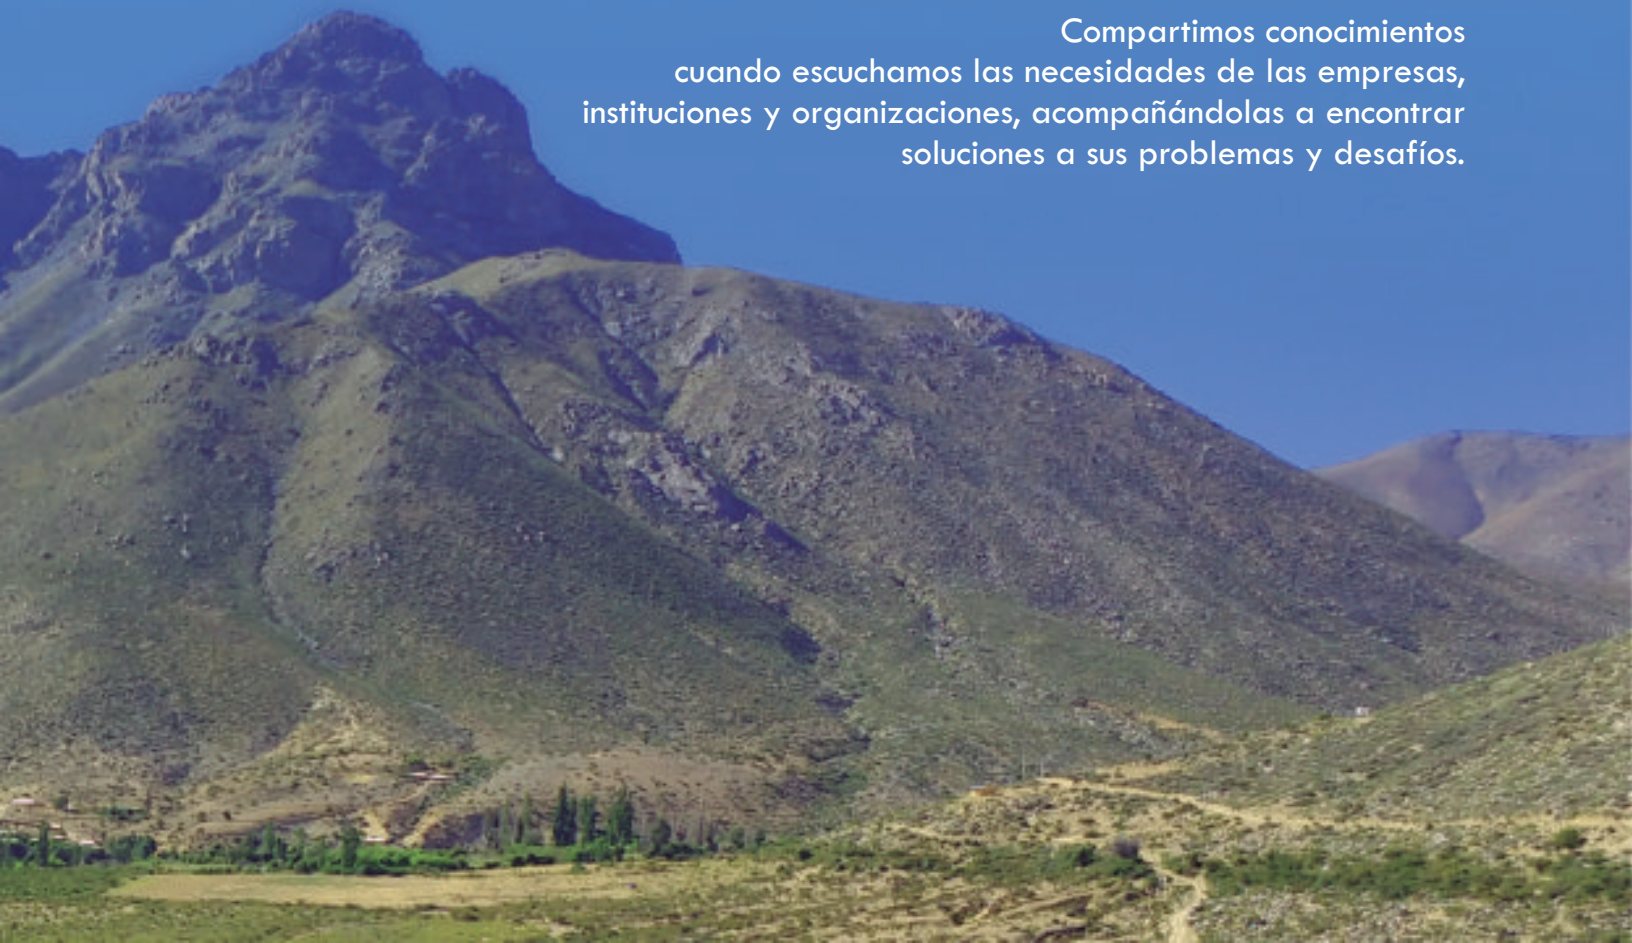 Compartimos conocimientos
cuando escuchamos las necesidades de las empresas,
instituciones y organizaciones, acompañándolas a encontrar
soluciones a sus problemas y desafíos.